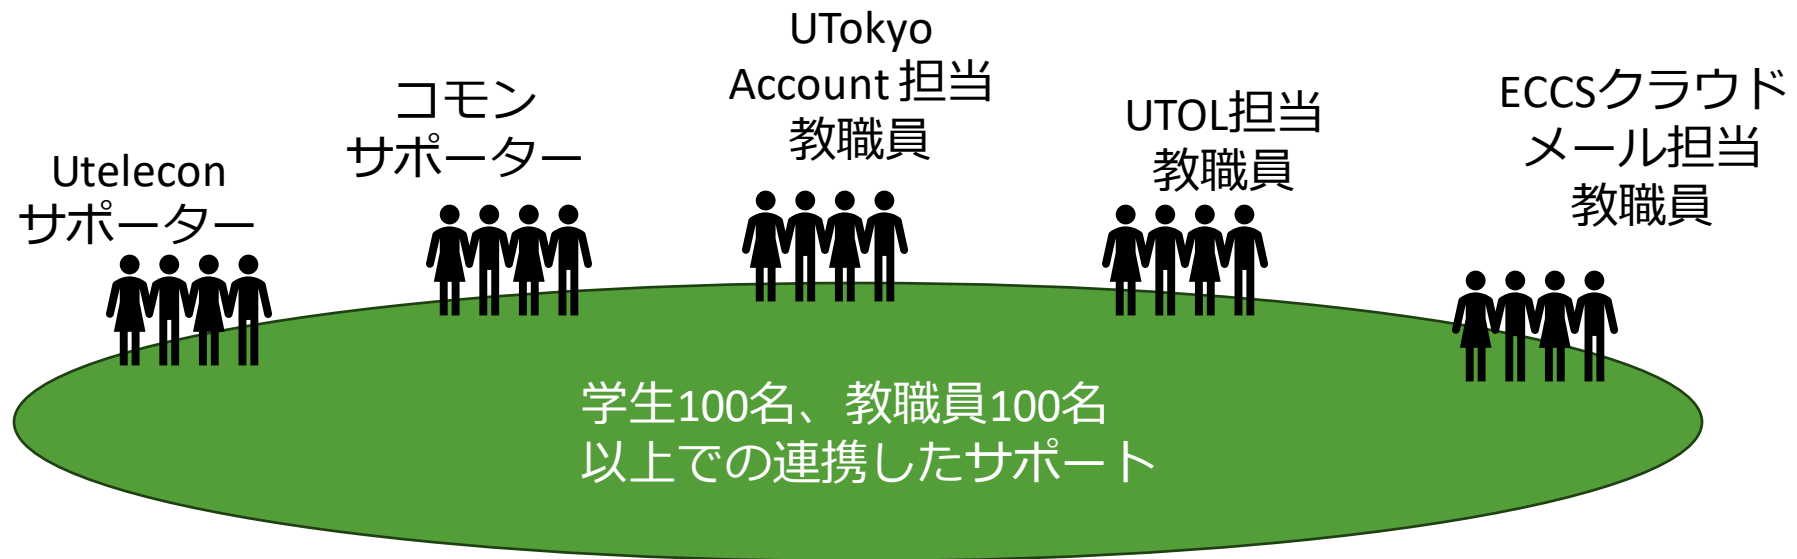 Utelecon
サポーター
コモン
サポーター
UTokyo
Account 担当
教職員
UTOL担当
教職員
ECCSクラウド
メール担当
教職員
学生100名、教職員100名
以上での連携したサポート